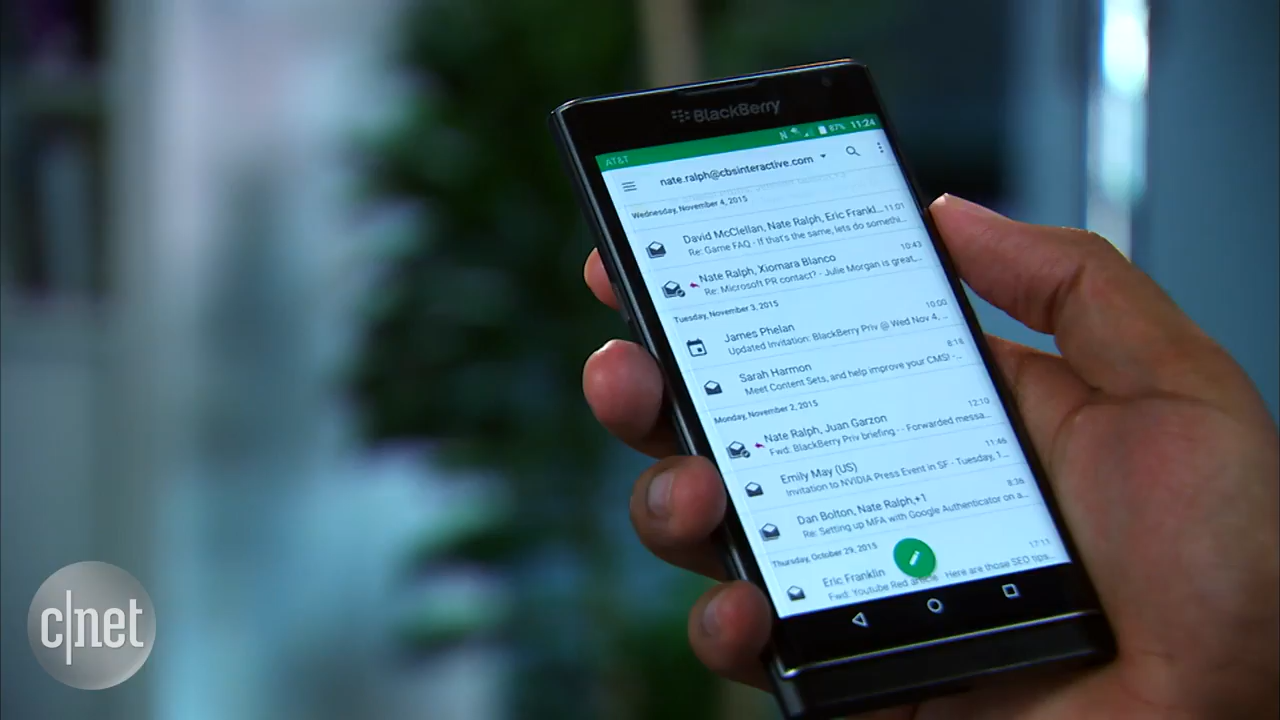 BlackBerry
AT&T
87% 11:24
nate.ralph@cbsinteractive.com
Wednesday, November 4, 2015
David McClellan, Nate Ralph, Eric Frankl... 11:01
Re: Game FAQ - If that's the same, lets do somethi...
Nate Ralph, Xiomara Blanco 10:43
Re: Microsoft PR contact? - Julie Morgan is great...
Tuesday, November 3, 2015
James Phelan 10:00
Updated Invitation: BlackBerry Priv @ Wed Nov 4, ...
Sarah Harmon 8:18
Meet Content Sets, and help improve your CMS! -...
Monday, November 2, 2015
Nate Ralph, Juan Garzon 12:10
Fwd: BlackBerry Priv briefing - - Forwarded messa...
Emily May (US) 11:46
Invitation to NVIDIA Press Event in SF - Tuesday, 1...
Dan Bolton, Nate Ralph,+1 8:36
Re: Setting up MFA with Google Authenticator on a...
Thursday, October 29, 2015
Eric Franklin 17:11
Fwd: Youtube Red article - Here are those SEO tips...
c|net